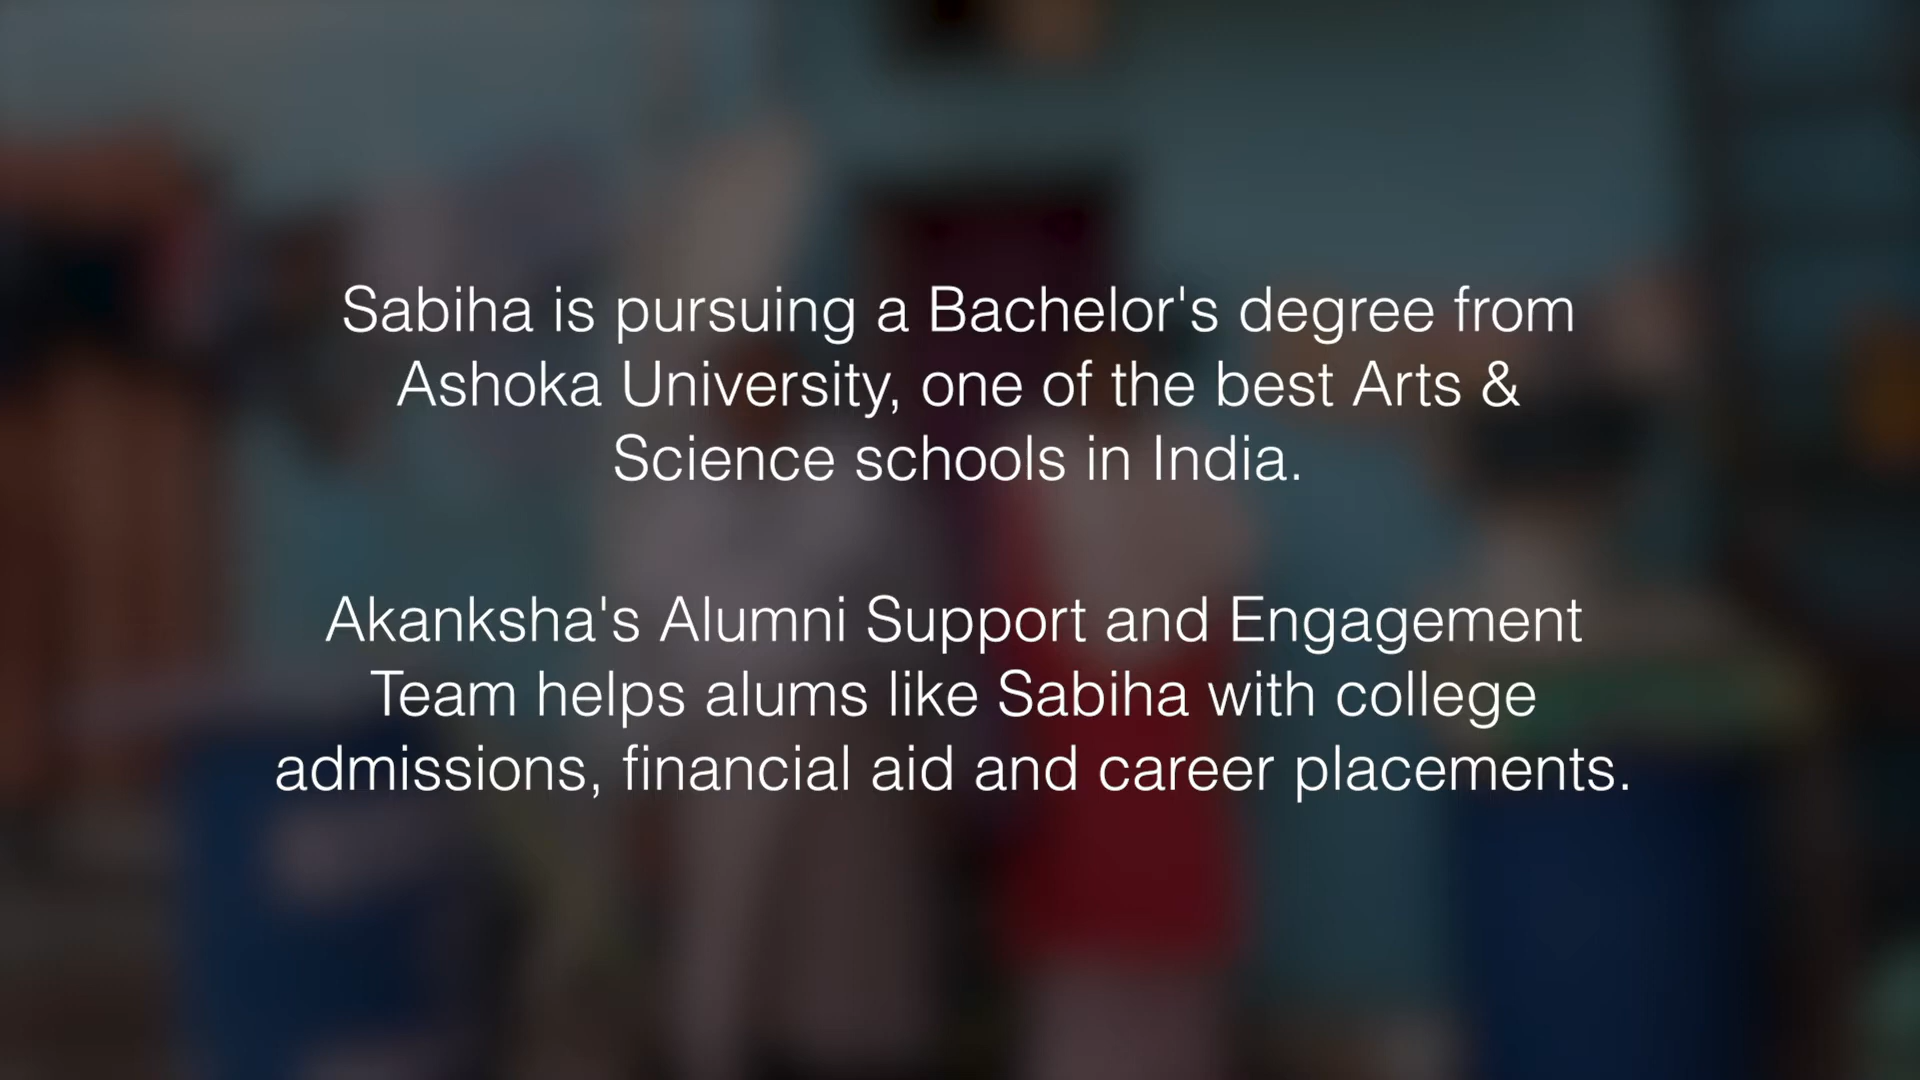 Sabiha is pursuing a Bachelor's degree from
Ashoka University, one of the best Arts &
Science schools in India.
Akanksha's Alumni Support and Engagement
Team helps alums like Sabiha with college
admissions, financial aid and career placements.